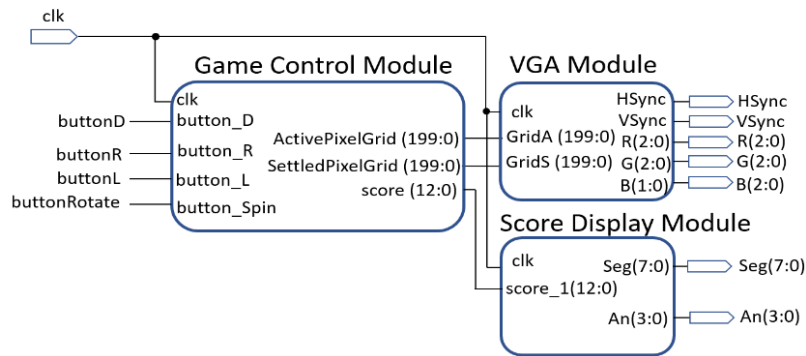 clk
Game Control Module
VGA Module
clk
buttonD
button_D
buttonR
button_R
buttonL
button_L
buttonRotate
button_Spin
ActivePixelGrid (199:0)
SettledPixelGrid (199:0)
score (12:0)
clk
GridA (199:0)
GridS (199:0)
HSync
HSync
VSync
VSync
R(2:0)
R(2:0)
G(2:0)
G(2:0)
B(1:0)
B(2:0)
Score Display Module
clk
score_1(12:0)
Seg(7:0)
Seg(7:0)
An(3:0)
An(3:0)